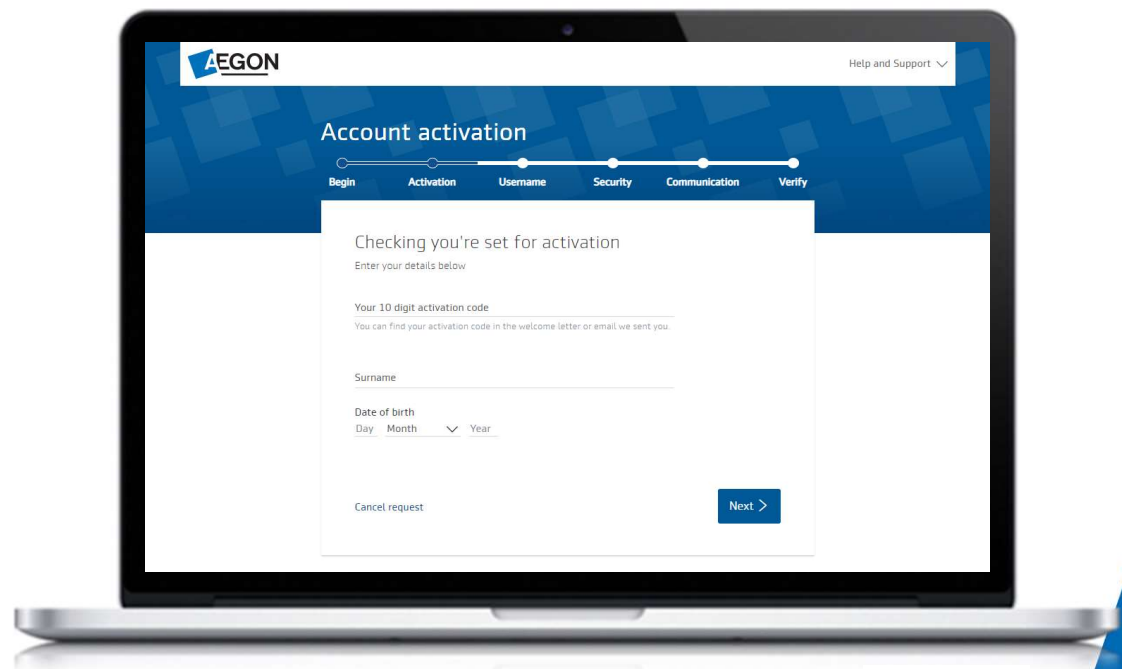 AEGON
Help and Support
Account activation
Begin Activation Username Security Communication Verify
Checking you're set for activation
Enter your details below
Your 10 digit activation code
You can find your activation code in the welcome letter or email we sent you.
Surname
Date of birth
Day Month Year
Cancel request Next